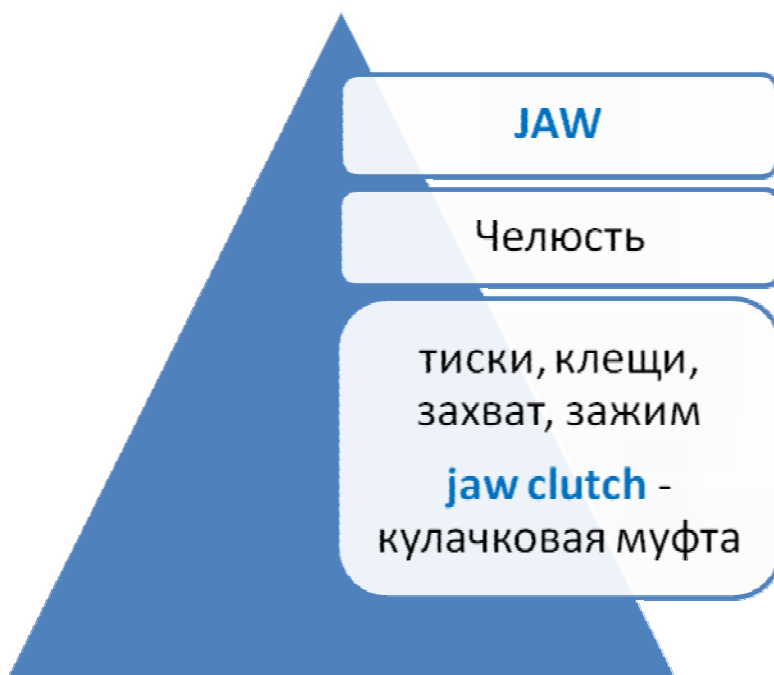 JAW
Челюсть
тиски, клещи,
захват, зажим
jaw clutch -
кулачковая муфта